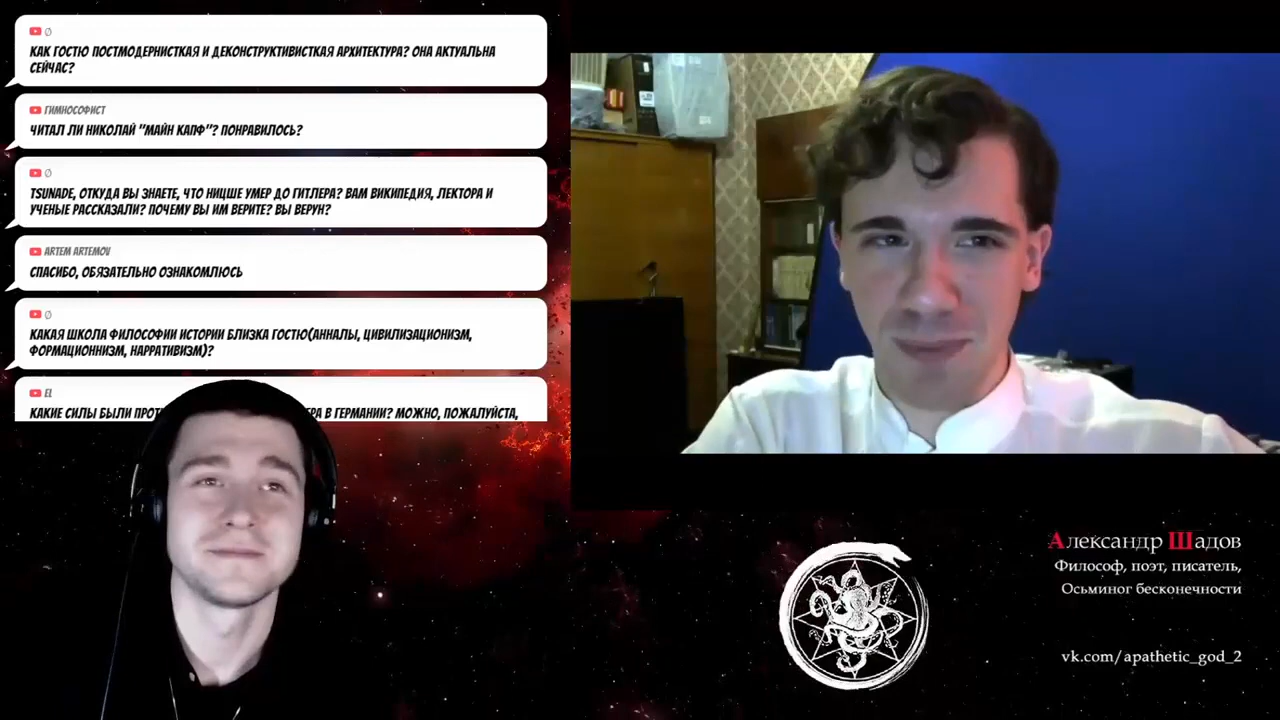 Ø
КАК ГОСТЮ ПОСТМОДЕРНИСТКАЯ И ДЕКОНСТРУКТИВИСТКАЯ АРХИТЕКТУРА? ОНА АКТУАЛЬНА
СЕЙЧАС?
ГИМНОСОФИСТ
ЧИТАЛ ЛИ НИКОЛАЙ "МАЙН КАПФ"? ПОНРАВИЛОСЬ?
Ø
TSUNADE, ОТКУДА ВЫ ЗНАЕТЕ, ЧТО НИЦШЕ УМЕР ДО ГИТЛЕРА? ВАМ ВИКИПЕДИЯ, ЛЕКТОРА И
УЧЕНЫЕ РАССКАЗАЛИ? ПОЧЕМУ ВЫ ИМ ВЕРИТЕ? ВЫ ВЕРУН?
ARTEM ARTEMOV
СПАСИБО, ОБЯЗАТЕЛЬНО ОЗНАКОМЛЮСЬ
Ø
КАКАЯ ШКОЛА ФИЛОСОФИИ ИСТОРИИ БЛИЗКА ГОСТЮ(АННАЛЫ, ЦИВИЛИЗАЦИОНИЗМ,
ФОРМАЦИОННИЗМ, НАРРАТИВИЗМ)?
EL
КАКИЕ СИЛЫ БЫЛИ В ГЕРМАНИИ? МОЖНО, ПОЖАЛУЙСТА,
Александр Шадов
Философ, поэт, писатель,
Осьминог бесконечности
vk.com/apathetic_god_2